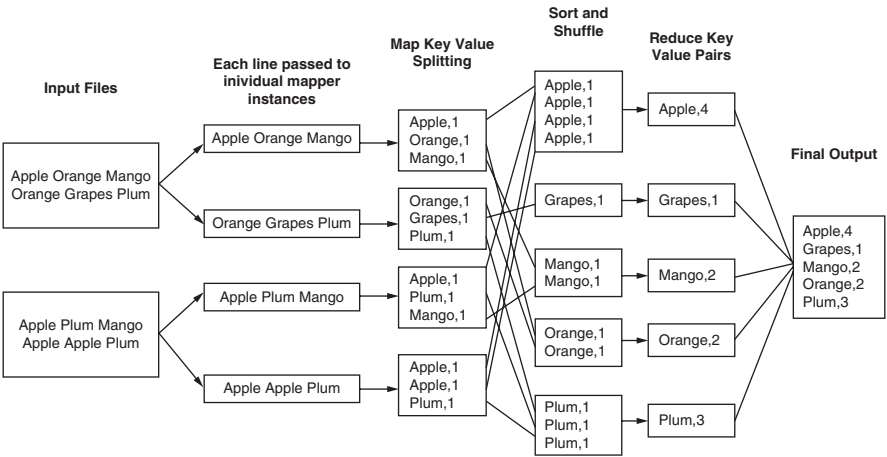 Input Files
Each line passed to
inividual mapper
instances
Map Key Value
Splitting
Sort and
Shuffle
Reduce Key
Value Pairs
Final Output
Apple Orange Mango
Orange Grapes Plum
Apple Plum Mango
Apple Apple Plum
Apple Orange Mango
Orange Grapes Plum
Apple Plum Mango
Apple Apple Plum
Apple,1
Orange,1
Mango,1
Orange,1
Grapes,1
Plum,1
Apple,1
Plum,1
Mango,1
Apple,1
Apple,1
Plum,1
Apple,1
Apple,1
Apple,1
Apple,1
Grapes,1
Mango,1
Mango,1
Orange,1
Orange,1
Plum,1
Plum,1
Plum,1
Apple,4
Grapes,1
Mango,2
Orange,2
Plum,3
Apple,4
Grapes,1
Mango,2
Orange,2
Plum,3